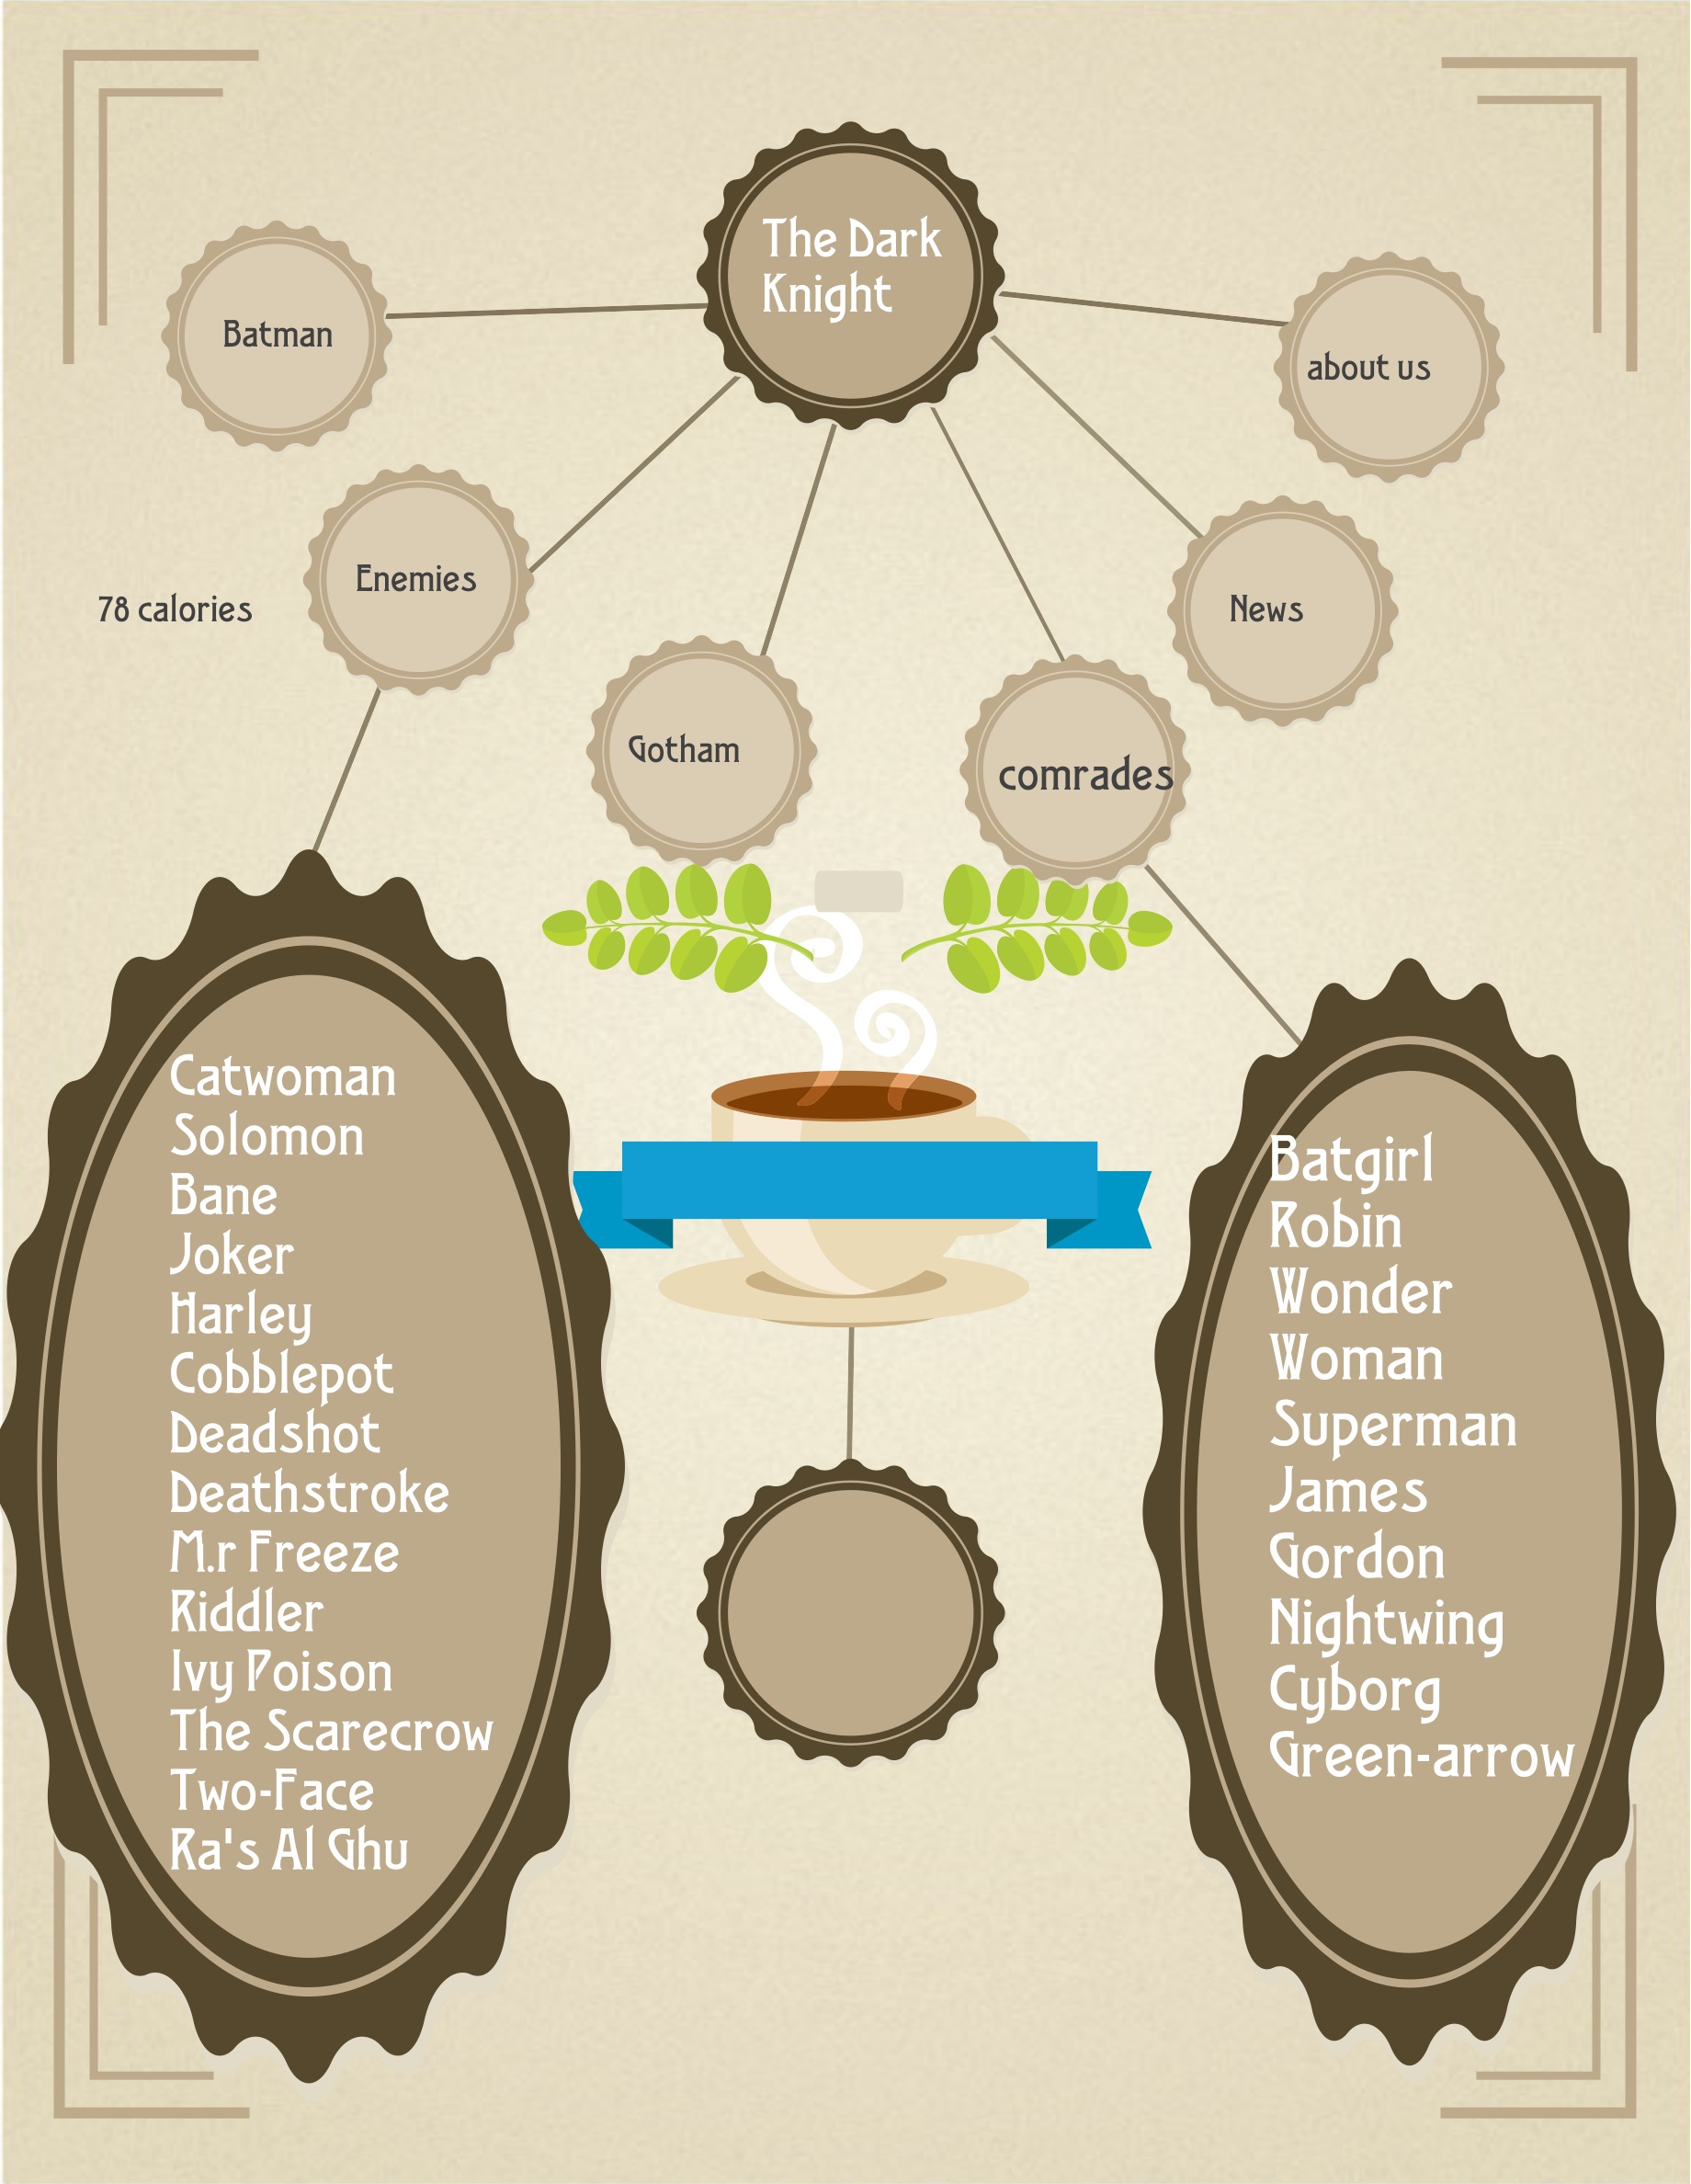 The Dark
Knight
Batman
about us
Enemies
78 calories
News
Gotham
comrades
Catwoman
Solomon
Bane
Joker
Harley
Cobblepot
Deadshot
Deathstroke
M.r Freeze
Riddler
Ivy Poison
The Scarecrow
Two-Face
Ra's Al Ghu
Batgirl
Robin
Wonder
Woman
Superman
James
Gordon
Nightwing
Cyborg
Green-arrow